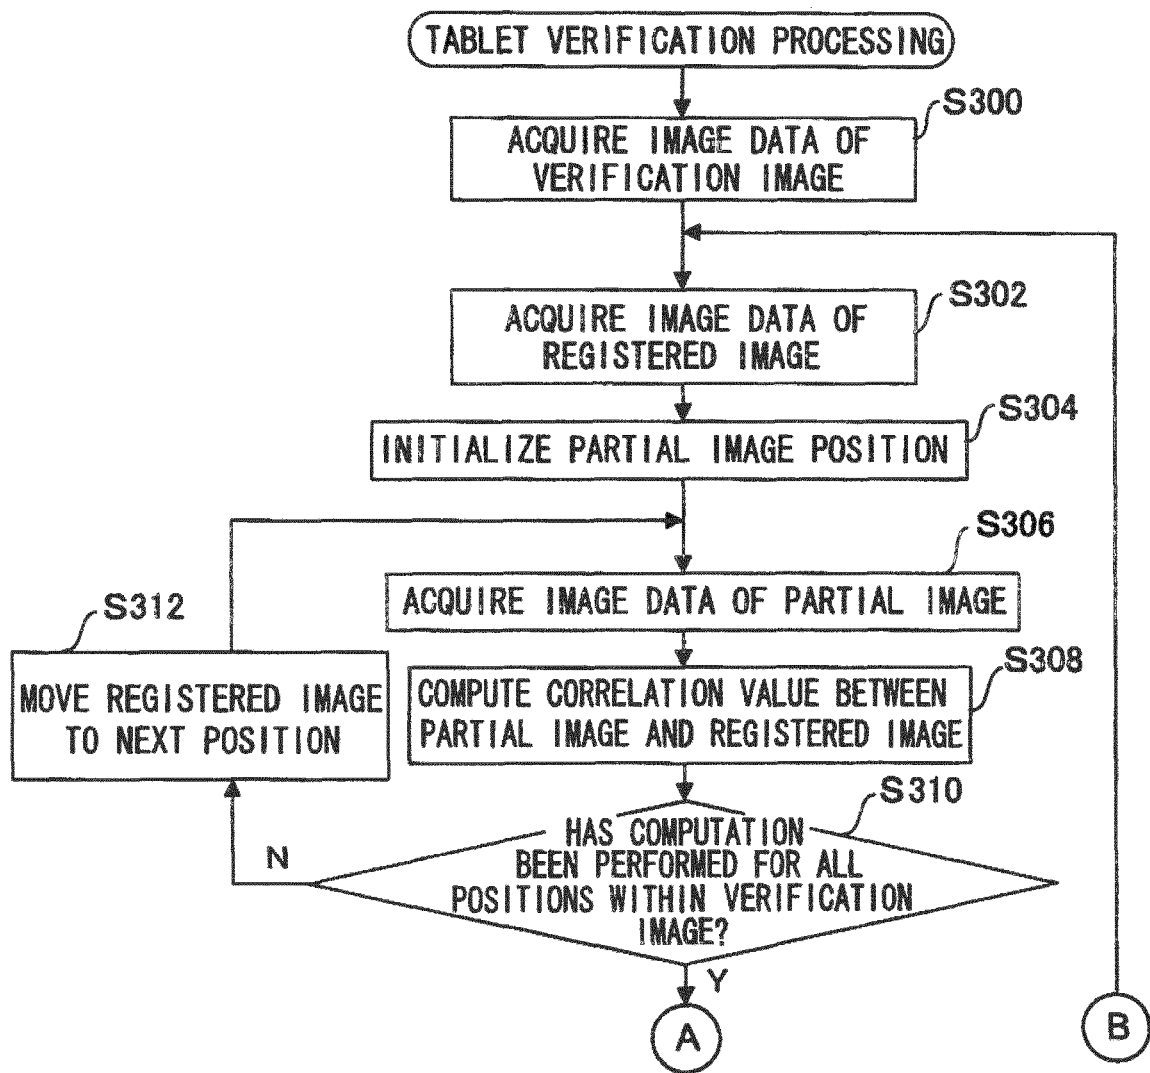 TABLET VERIFICATION PROCESSING
S300
ACQUIRE IMAGE DATA OF
VERIFICATION IMAGE
S302
ACQUIRE IMAGE DATA OF
REGISTERED IMAGE
S304
INITIALIZE PARTIAL IMAGE POSITION
S306
ACQUIRE IMAGE DATA OF PARTIAL IMAGE
S312
MOVE REGISTERED IMAGE
TO NEXT POSITION
S308
COMPUTE CORRELATION VALUE BETWEEN
PARTIAL IMAGE AND REGISTERED IMAGE
S310
HAS COMPUTATION
BEEN PERFORMED FOR ALL
POSITIONS WITHIN VERIFICATION
IMAGE?
N
Y
A
B